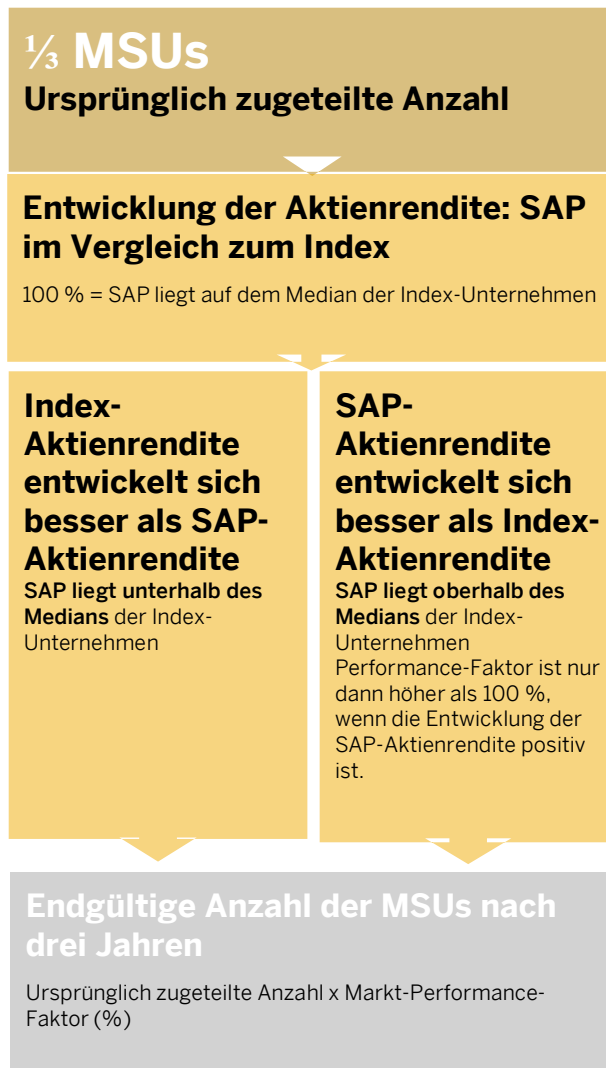 ⅓ MSUs
Ursprünglich zugeteilte Anzahl
Entwicklung der Aktienrendite: SAP
im Vergleich zum Index
100 % = SAP liegt auf dem Median der Index-Unternehmen
Index-
Aktienrendite
entwickelt sich
besser als SAP-
Aktienrendite
SAP liegt unterhalb des
Medians der Index-
Unternehmen
SAP-
Aktienrendite
entwickelt sich
besser als Index-
Aktienrendite
SAP liegt oberhalb des
Medians der Index-
Unternehmen
Performance-Faktor ist nur
dann höher als 100 %,
wenn die Entwicklung der
SAP-Aktienrendite positiv
ist.
Endgültige Anzahl der MSUs nach
drei Jahren
Ursprünglich zugeteilte Anzahl x Markt-Performance-
Faktor (%)